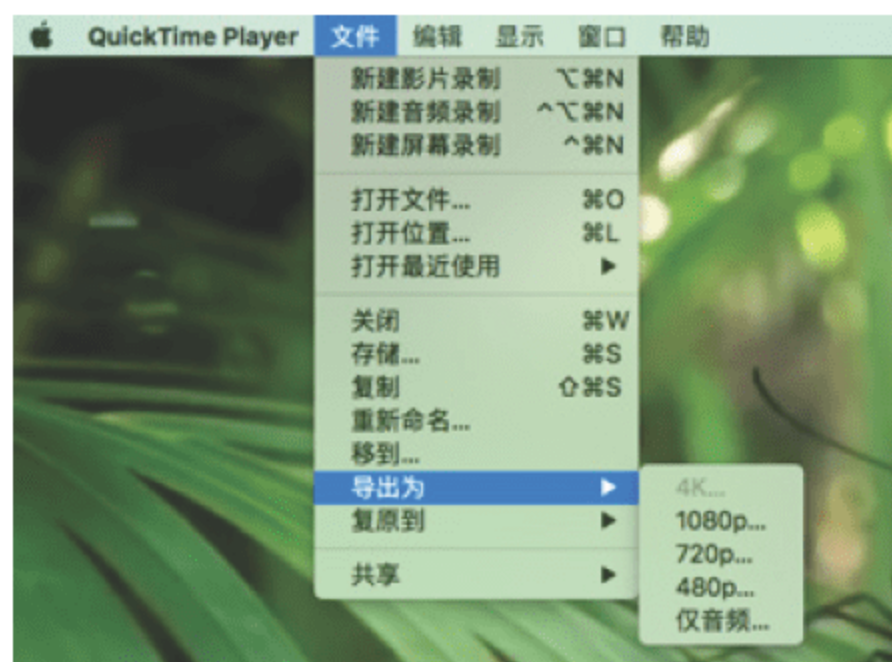 QuickTime Player 文件 编辑 显示 窗口 帮助
新建影片录制 ⌥⌘N
新建音频录制 ^⌥⌘N
新建屏幕录制 ^⌘N
打开文件... ⌘O
打开位置... ⌘L
打开最近使用 ▶
关闭 ⌘W
存储... ⌘S
复制 ⇧⌘S
重新命名...
移到...
导出为 ▶
复原到 ▶
共享 ▶
4K...
1080p...
720p...
480p...
仅音频...